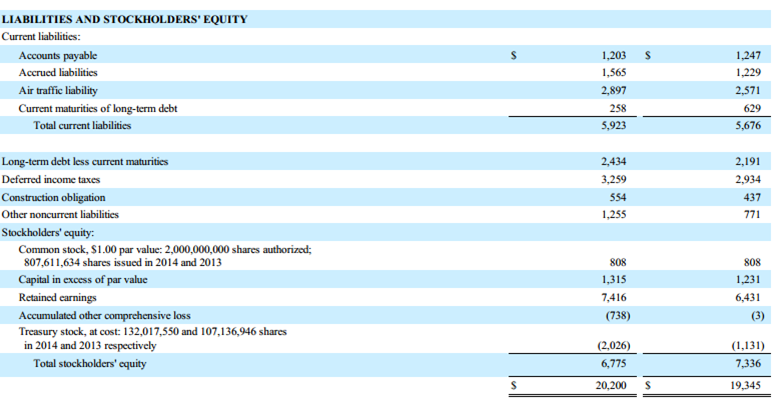 LIABILITIES AND STOCKHOLDERS' EQUITY
Current liabilities:
Accounts payable $ 1,203 $ 1,247
Accrued liabilities 1,565 1,229
Air traffic liability 2,897 2,571
Current maturities of long-term debt 258 629
Total current liabilities 5,923 5,676
Long-term debt less current maturities 2,434 2,191
Deferred income taxes 3,259 2,934
Construction obligation 554 437
Other noncurrent liabilities 1,255 771
Stockholders' equity:
Common stock, $1.00 par value: 2,000,000,000 shares authorized;
807,611,634 shares issued in 2014 and 2013 808 808
Capital in excess of par value 1,315 1,231
Retained earnings 7,416 6,431
Accumulated other comprehensive loss (738) (3)
Treasury stock, at cost: 132,017,550 and 107,136,946 shares
in 2014 and 2013 respectively (2,026) (1,131)
Total stockholders' equity 6,775 7,336
$ 20,200 $ 19,345